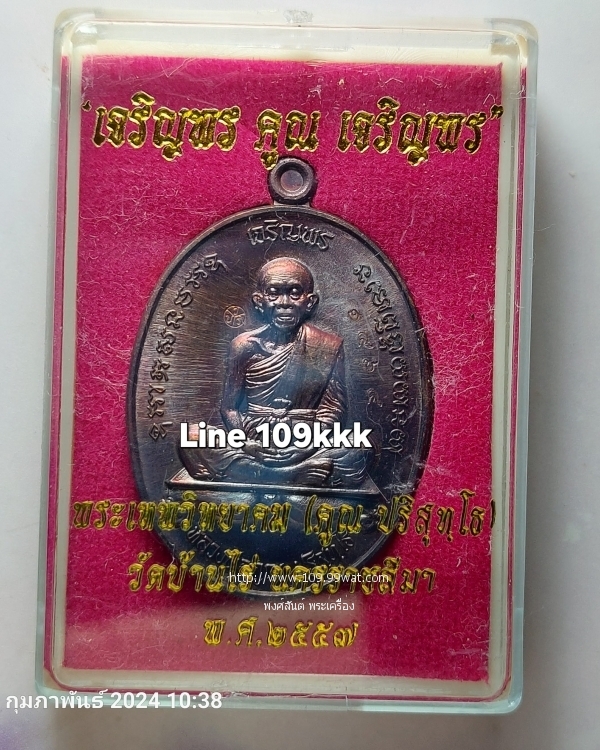 "เจริญพร คูณ เจริญพร"
เจริญพร
Line 109kkk
พระเทพวิทยาคม (คูณ ปริสุทฺโธ)
วัดบ้านไร่ นครราชสีมา
http://www.109.99wat.com
พงศ์สันต์ พระเครื่อง
พ.ศ.๒๕๕๗
กุมภาพันธ์ 2024 10:38